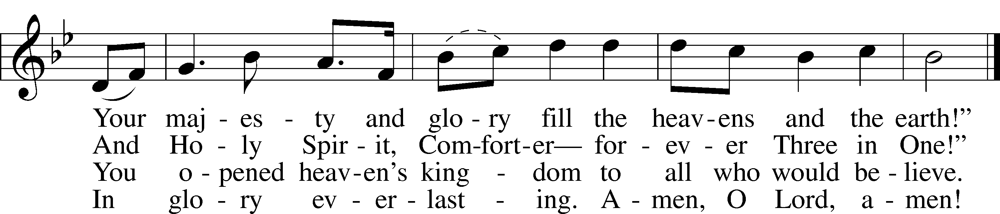 Your maj - es - ty and glo - ry fill the heav - ens and the earth!”
And Ho - ly Spir - it, Com - fort - er— for - ev - er Three in One!”
You o - pened heav - en’s king - dom to all who would be - lieve.
In glo - ry ev - er - last - ing. A - men, O Lord, a - men!